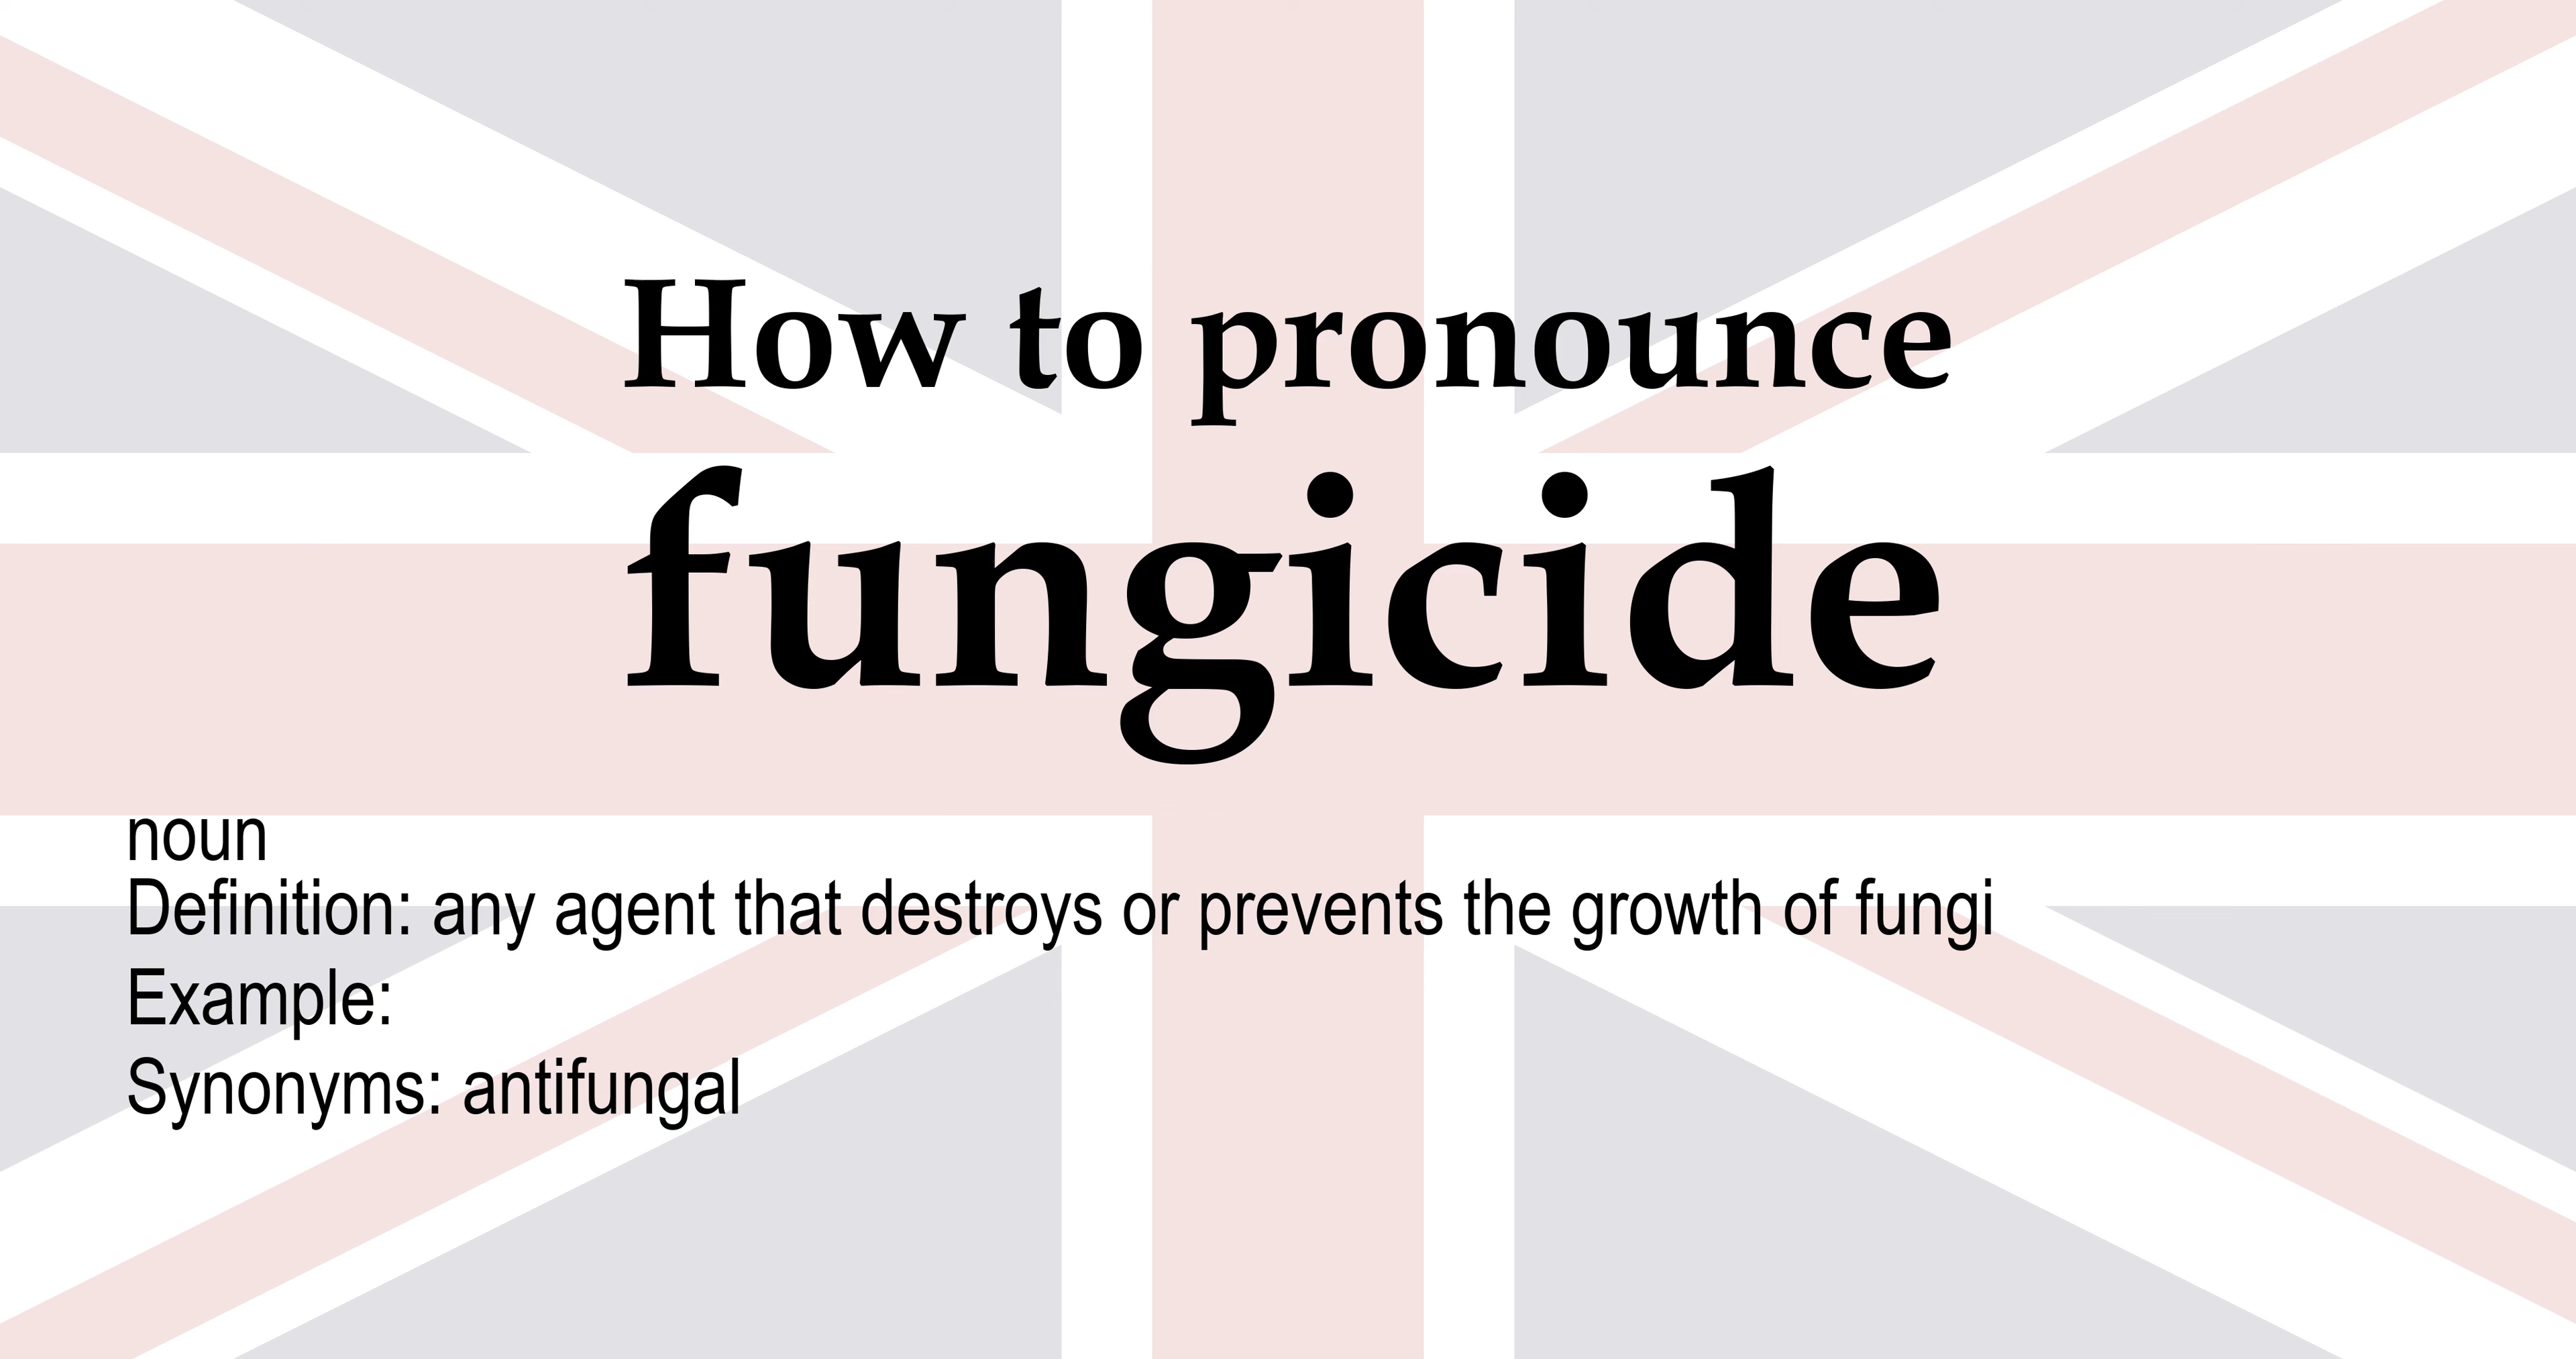 How to pronounce
fungicide
noun
Definition: any agent that destroys or prevents the growth of fungi
Example:
Synonyms: antifungal